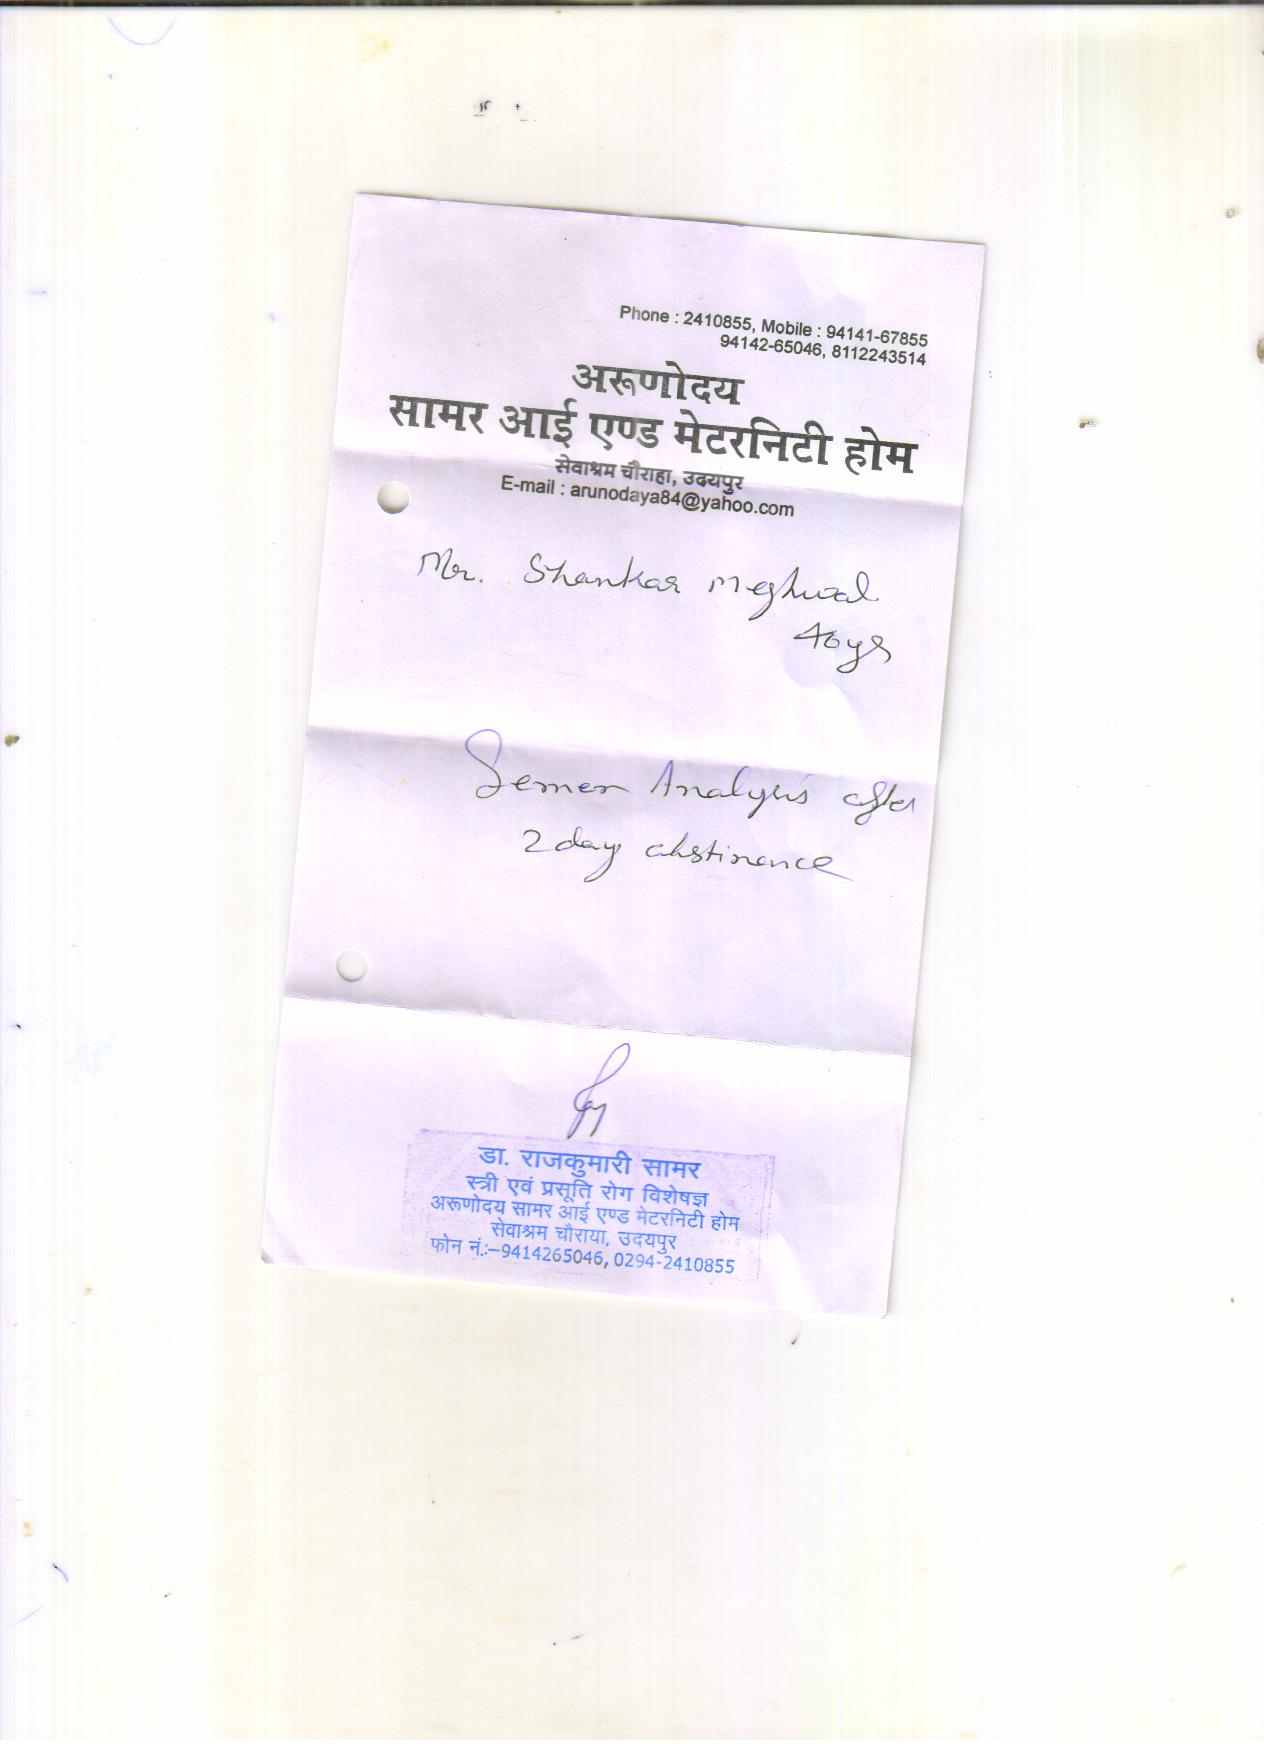 Phone : 2410855, Mobile : 94141-67855
94142-65046, 8112243514
अरूणोदय
सामर आई एण्ड मेटरनिटी होम
सेवाश्रम चौराहा, उदयपुर
E-mail : arunodaya84@yahoo.com
Mr. Shankar Meghwal
40yr
Semen Analysis after
2 day abstinence
डा. राजकुमारी सामर
स्त्री एवं प्रसूति रोग विशेषज्ञ
अरूणोदय सामर आई एण्ड मेटरनिटी होम
सेवाश्रम चौराया, उदयपुर
फोन नं.:–9414265046, 0294-2410855